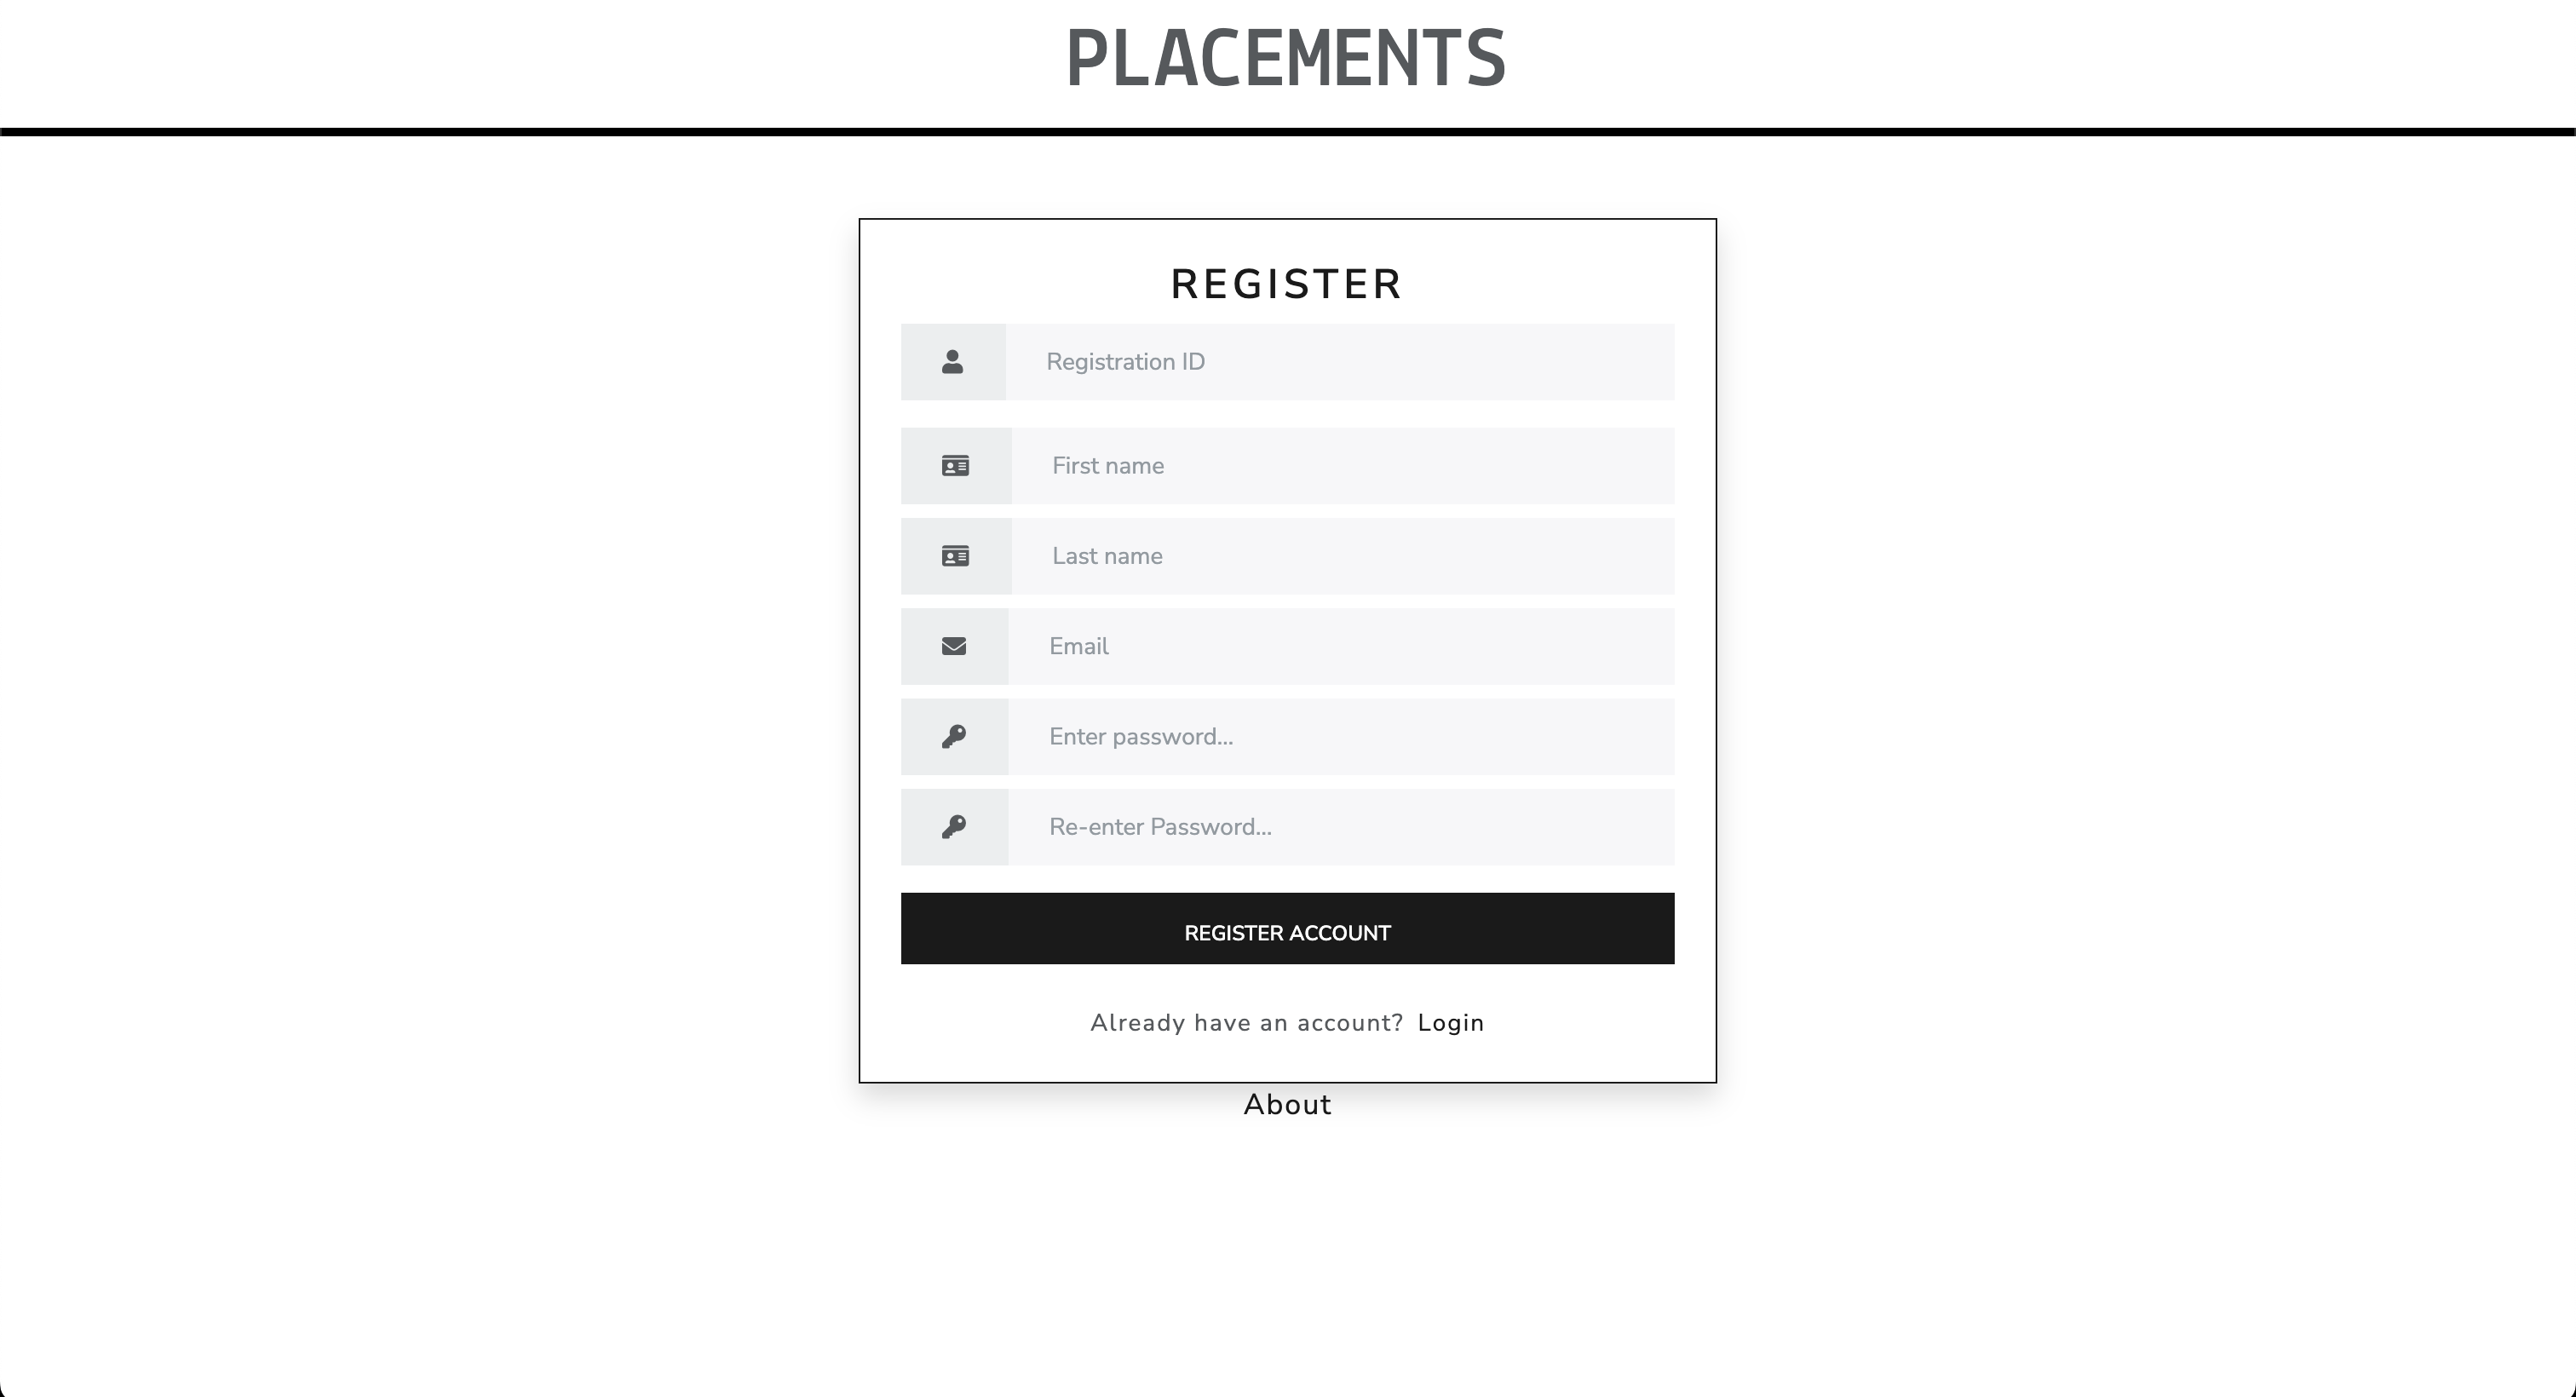 PLACEMENTS
REGISTER
Registration ID
First name
Last name
Email
Enter password...
Re-enter Password...
REGISTER ACCOUNT
Already have an account? Login
About